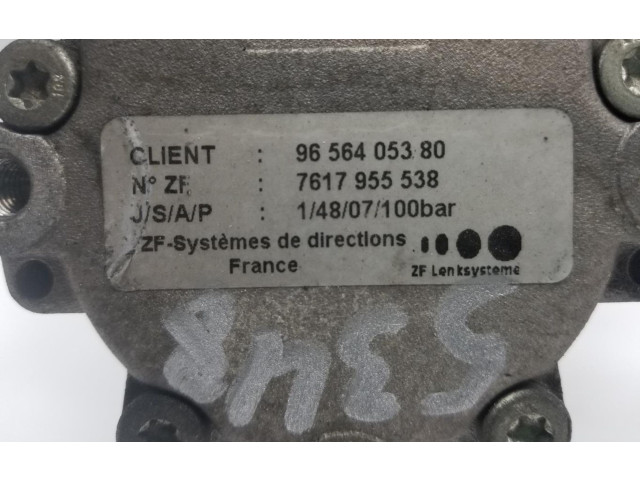 CLIENT : 96 564 053 80
N° ZF : 7617 955 538
J/S/A/P : 1/48/07/100bar
ZF-Systèmes de directions
France
ZF Lenksysteme
5348